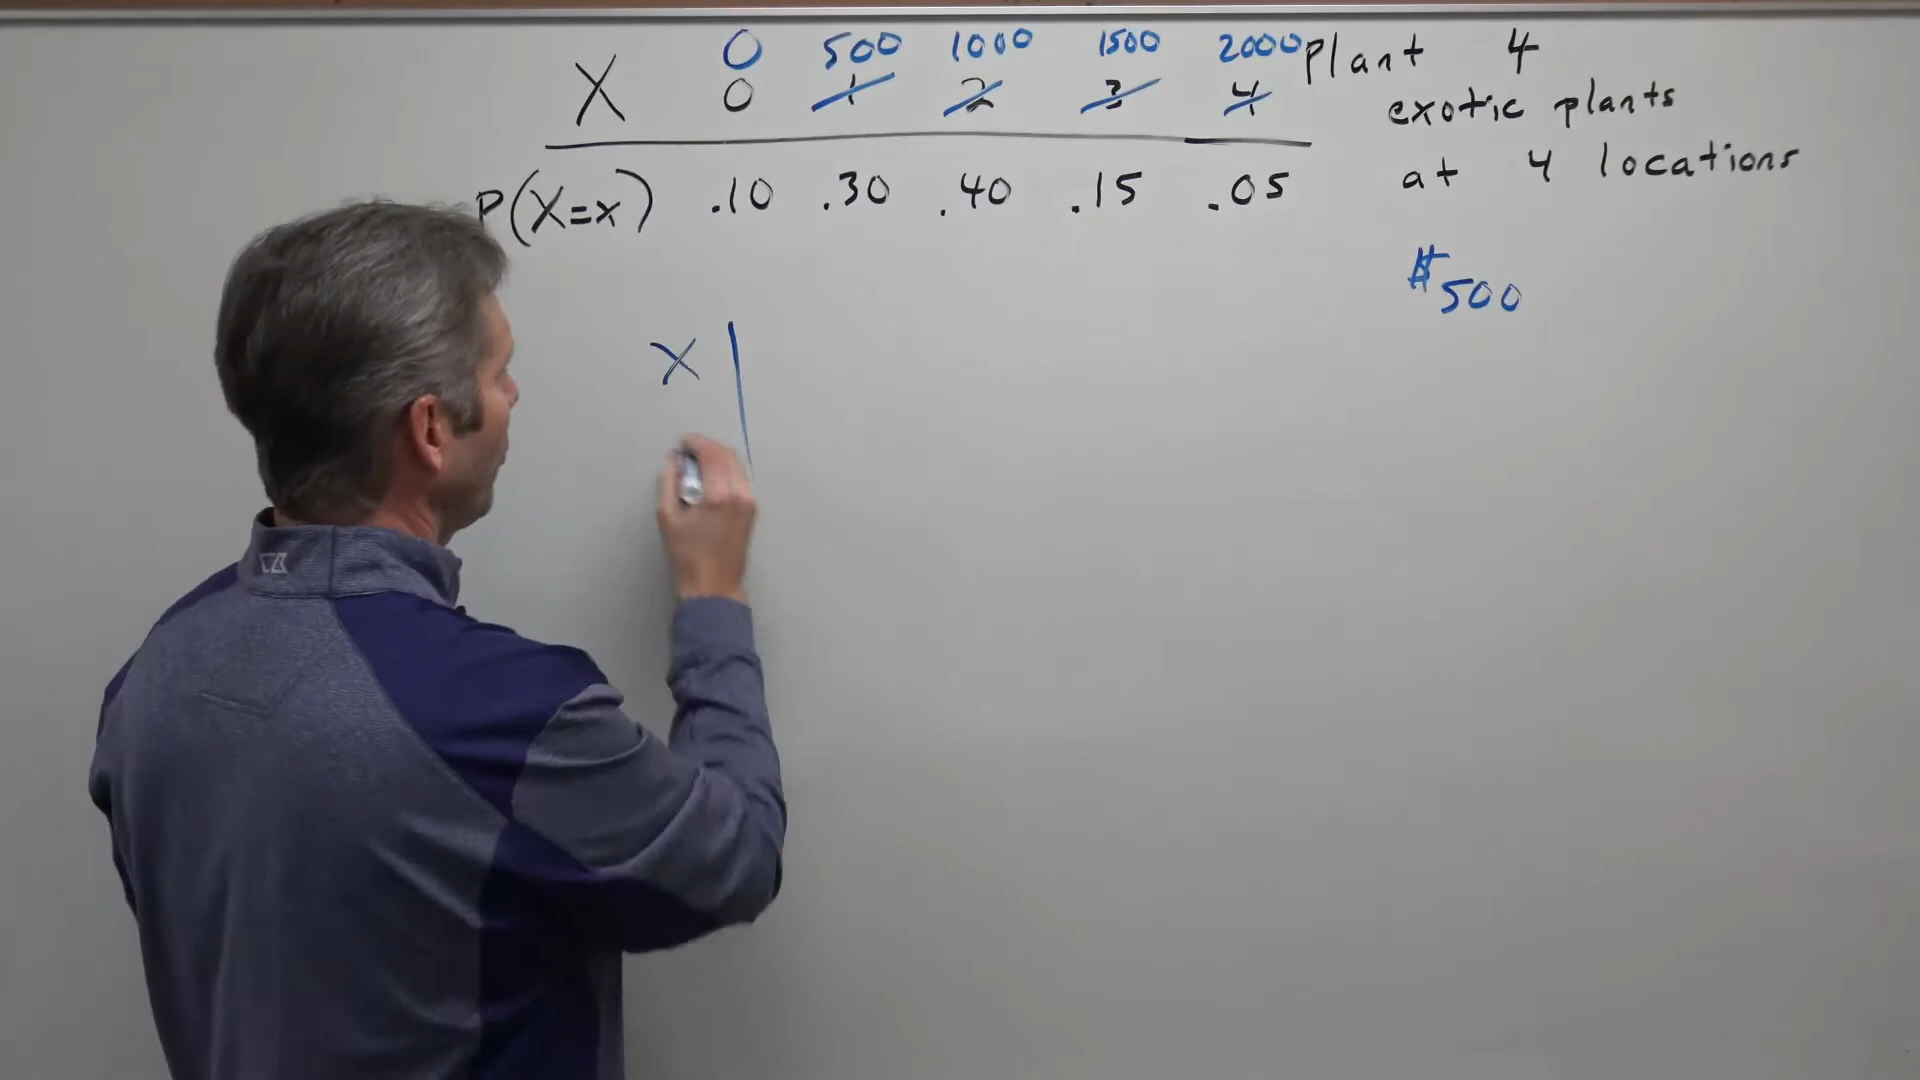 0 500 1000 1500 2000
X 0 1 2 3 4
P(X=x) .10 .30 .40 .15 .05
Plant 4
exotic plants
at 4 locations
$500
X